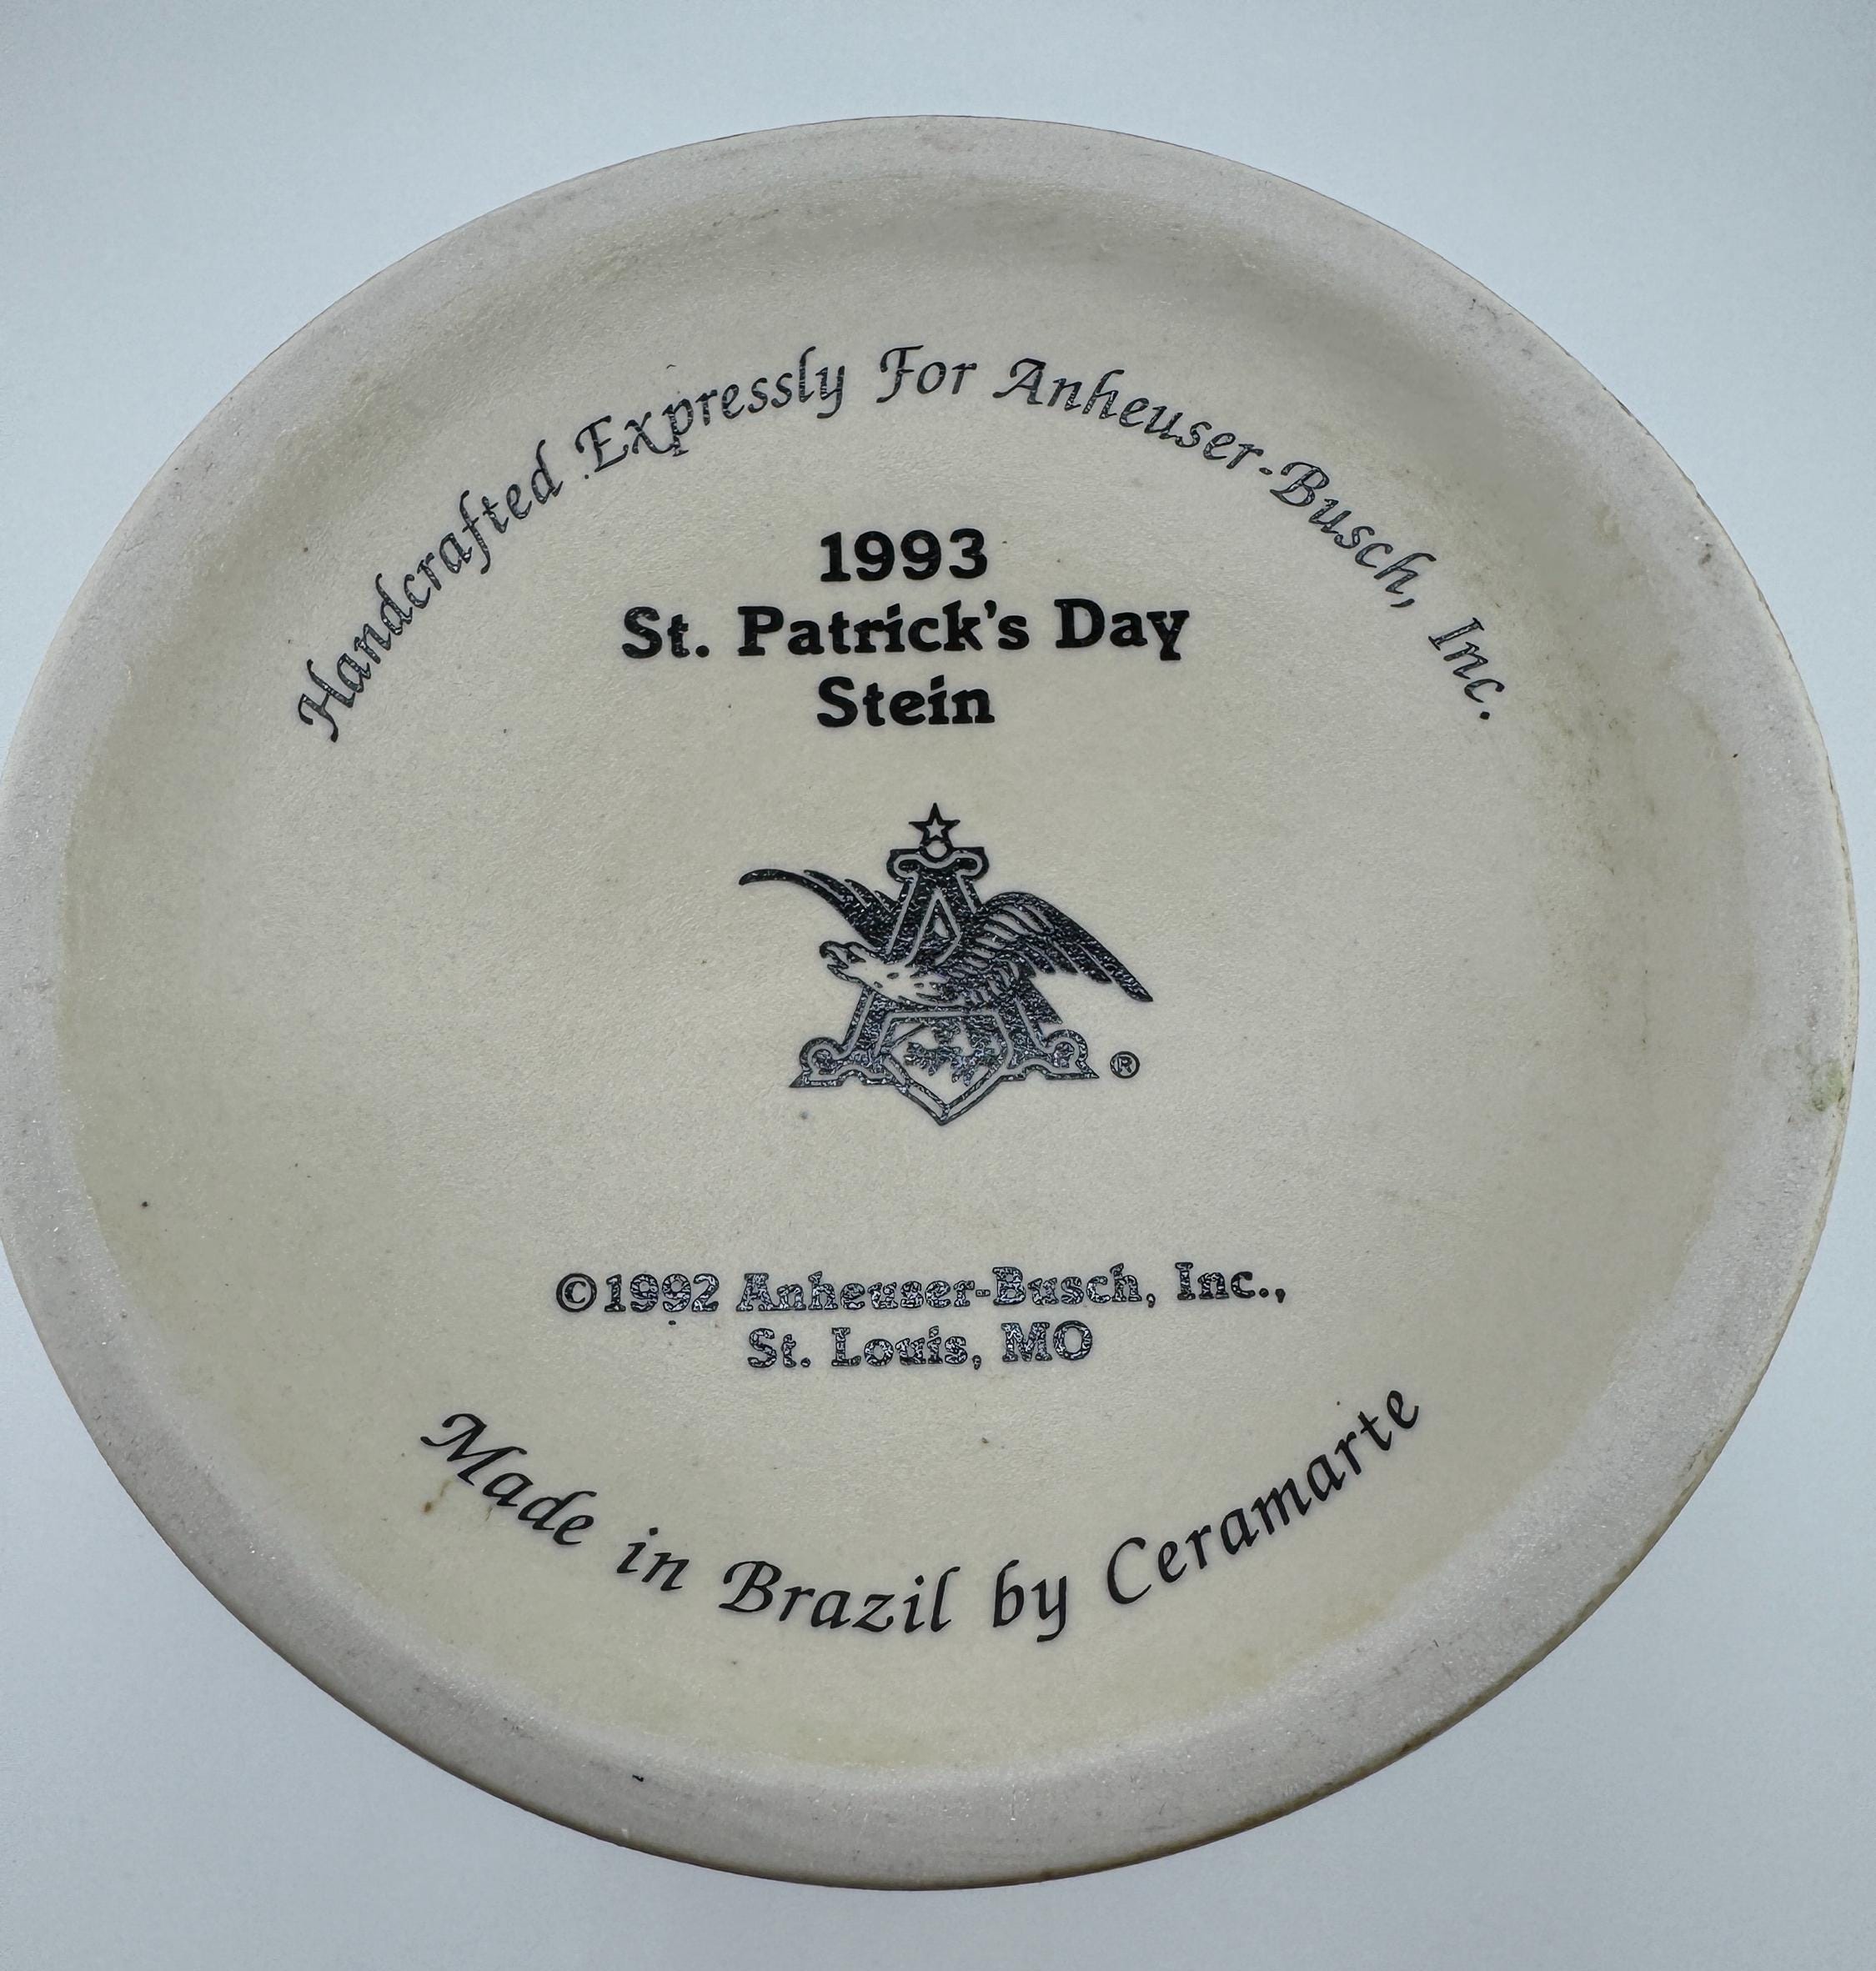 Handcrafted Expressly For Anheuser-Busch, Inc.
1993
St. Patrick's Day
Stein
A
®
©1992 Anheuser-Busch, Inc.,
St. Louis, MO
Made in Brazil by Ceramarte